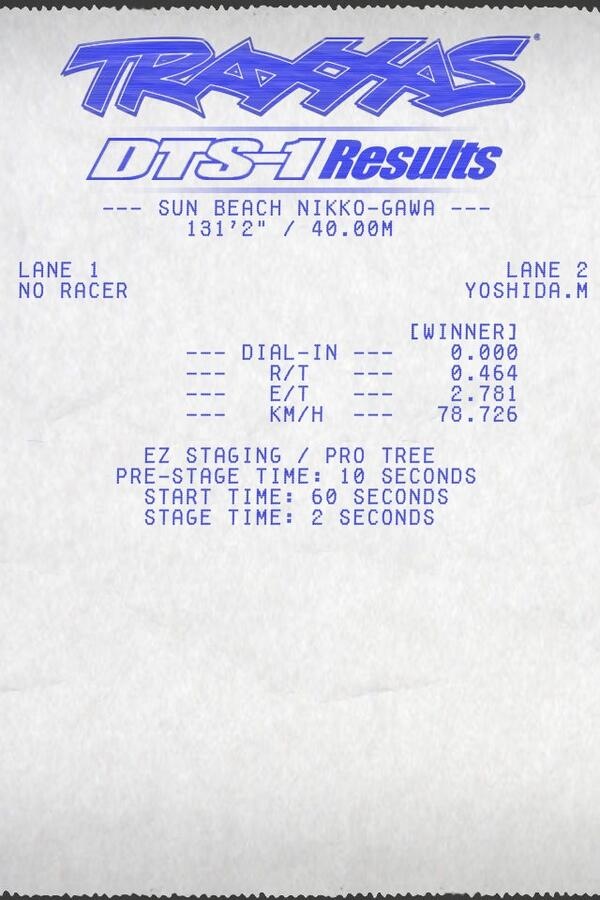 TRAXXAS®
DTS-1 Results
--- SUN BEACH NIKKO-GAWA ---
131'2" / 40.00M
LANE 1 LANE 2
NO RACER YOSHIDA.M
[WINNER]
--- DIAL-IN --- 0.000
--- R/T --- 0.464
--- E/T --- 2.781
--- KM/H --- 78.726
EZ STAGING / PRO TREE
PRE-STAGE TIME: 10 SECONDS
START TIME: 60 SECONDS
STAGE TIME: 2 SECONDS